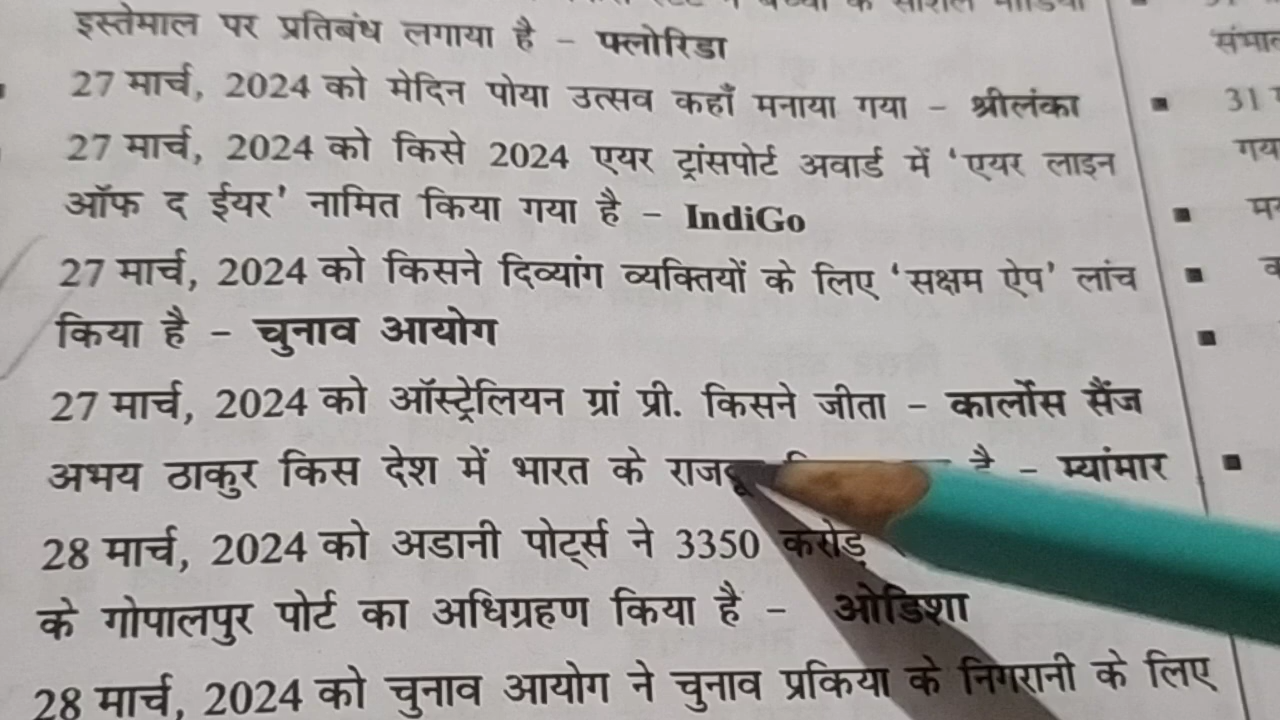 के सोशल मीडिया
इस्तेमाल पर प्रतिबंध लगाया है – फ्लोरिडा
27 मार्च, 2024 को मेदिन पोया उत्सव कहाँ मनाया गया – श्रीलंका
27 मार्च, 2024 को किसे 2024 एयर ट्रांसपोर्ट अवार्ड में 'एयर लाइन
ऑफ द ईयर' नामित किया गया है – IndiGo
27 मार्च, 2024 को किसने दिव्यांग व्यक्तियों के लिए 'सक्षम ऐप' लांच
किया है – चुनाव आयोग
27 मार्च, 2024 को ऑस्ट्रेलियन ग्रां प्री. किसने जीता – कार्लोस सैंज
अभय ठाकुर किस देश में भारत के है – म्यांमार
28 मार्च, 2024 को अडानी पोर्ट्स ने 3350 करोड़
के गोपालपुर पोर्ट का अधिग्रहण किया है – ओडिशा
28 मार्च, 2024 को चुनाव आयोग ने चुनाव प्रकिया के निगरानी के लिए
31